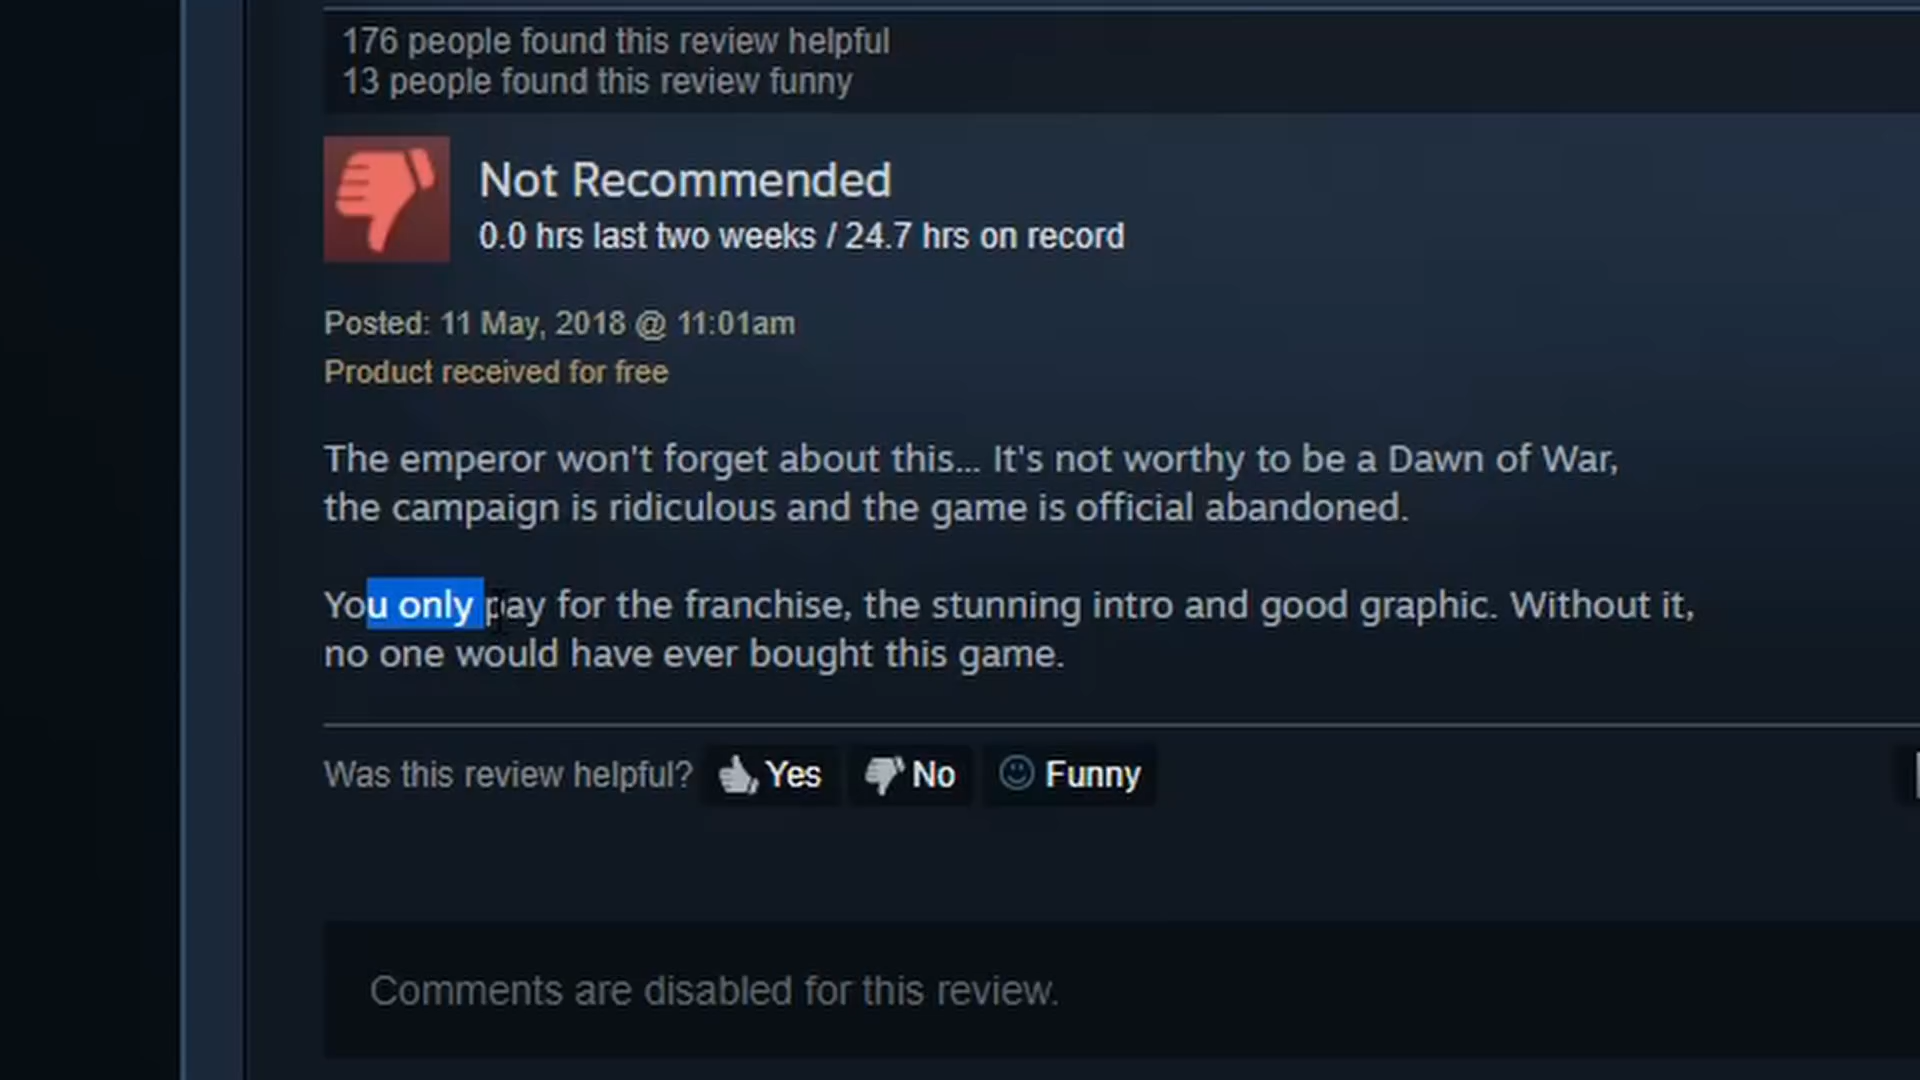 176 people found this review helpful
13 people found this review funny
Not Recommended
0.0 hrs last two weeks / 24.7 hrs on record
Posted: 11 May, 2018 @ 11:01am
Product received for free
The emperor won't forget about this... It's not worthy to be a Dawn of War,
the campaign is ridiculous and the game is official abandoned.
You only pay for the franchise, the stunning intro and good graphic. Without it,
no one would have ever bought this game.
Was this review helpful? Yes No Funny
Comments are disabled for this review.